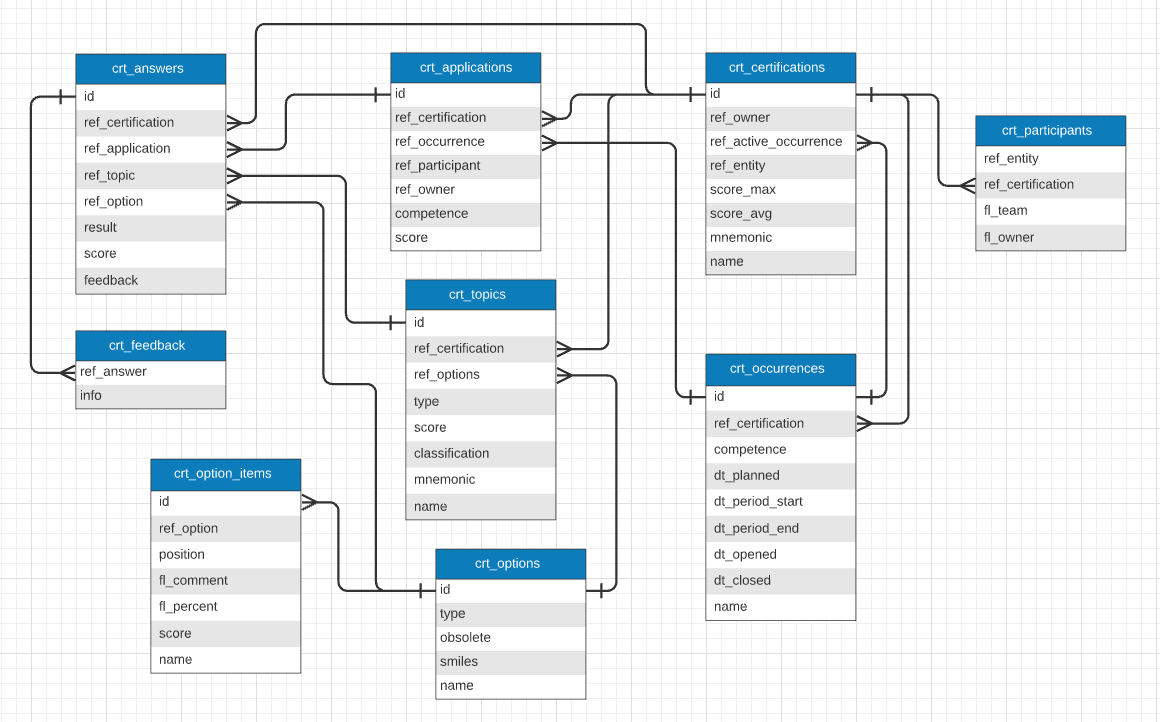 crt_answers
id
ref_certification
ref_application
ref_topic
ref_option
result
score
feedback
crt_applications
id
ref_certification
ref_occurrence
ref_participant
ref_owner
competence
score
crt_certifications
id
ref_owner
ref_active_occurrence
ref_entity
score_max
score_avg
mnemonic
name
crt_participants
ref_entity
ref_certification
fl_team
fl_owner
crt_feedback
ref_answer
info
crt_topics
id
ref_certification
ref_options
type
score
classification
mnemonic
name
crt_occurrences
id
ref_certification
competence
dt_planned
dt_period_start
dt_period_end
dt_opened
dt_closed
name
crt_option_items
id
ref_option
position
fl_comment
fl_percent
score
name
crt_options
id
type
obsolete
smiles
name